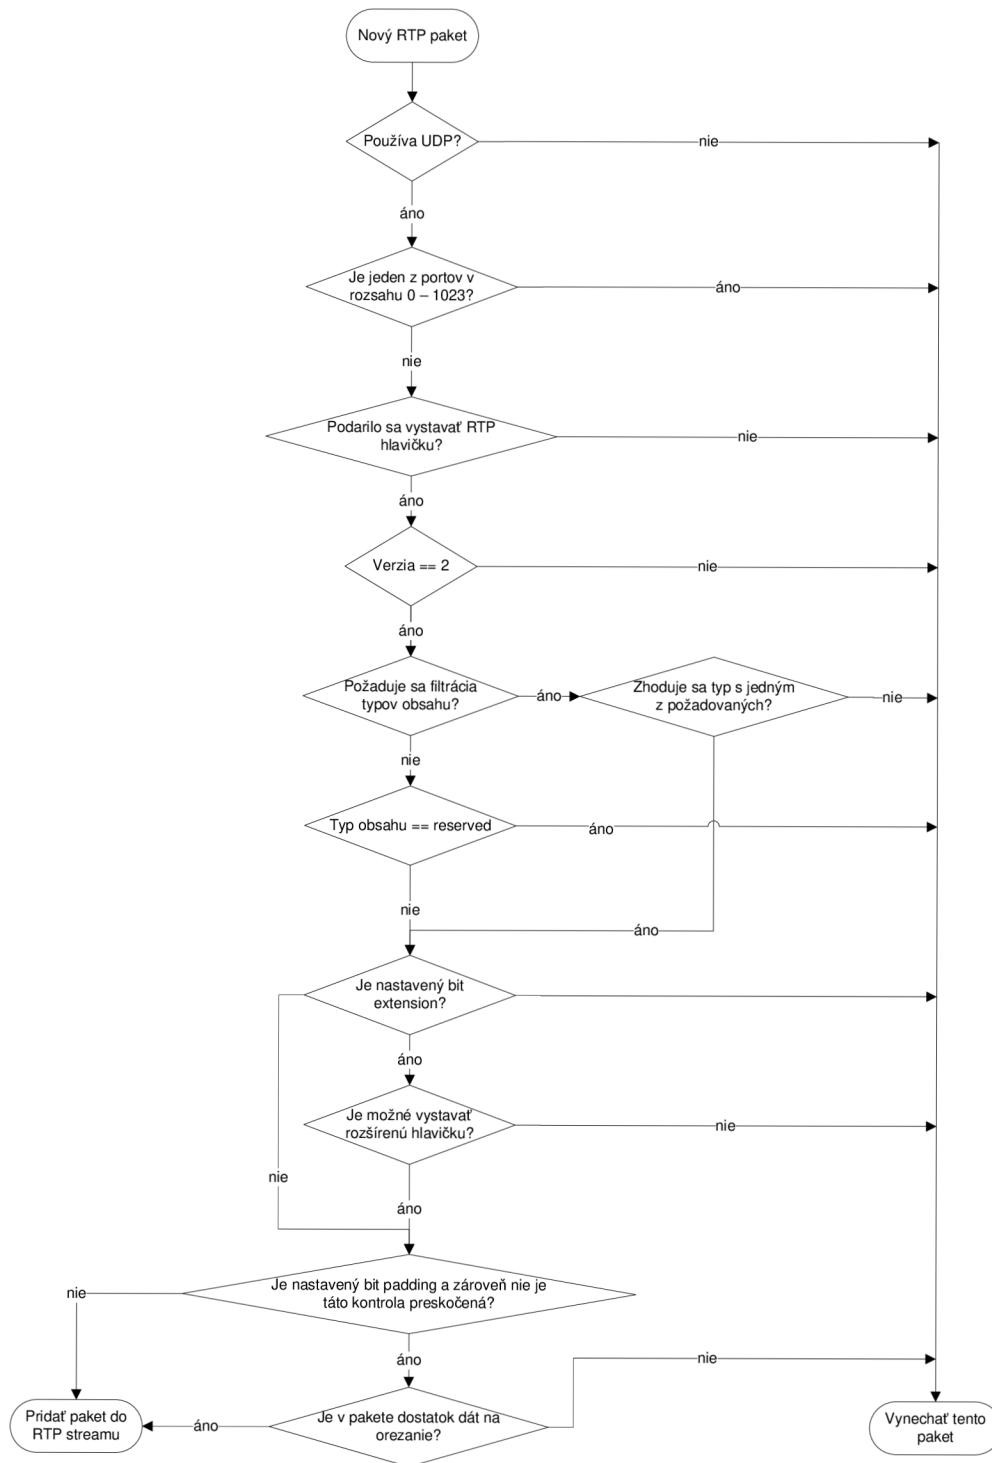 Nový RTP paket
Používa UDP?
nie
áno
Je jeden z portov v
rozsahu 0 – 1023?
áno
nie
Podarilo sa vystavať RTP
hlavičku?
nie
áno
Verzia == 2
nie
áno
Požaduje sa filtrácia
typov obsahu?
áno
Zhoduje sa typ s jedným
z požadovaných?
nie
nie
Typ obsahu == reserved
áno
nie
áno
Je nastavený bit
extension?
áno
Je možné vystavať
rozšírenú hlavičku?
nie
nie
áno
Je nastavený bit padding a zároveň nie je
táto kontrola preskočená?
nie
áno
nie
Je v pakete dostatok dát na
orezanie?
áno
Pridať paket do
RTP streamu
Vynechať tento
paket